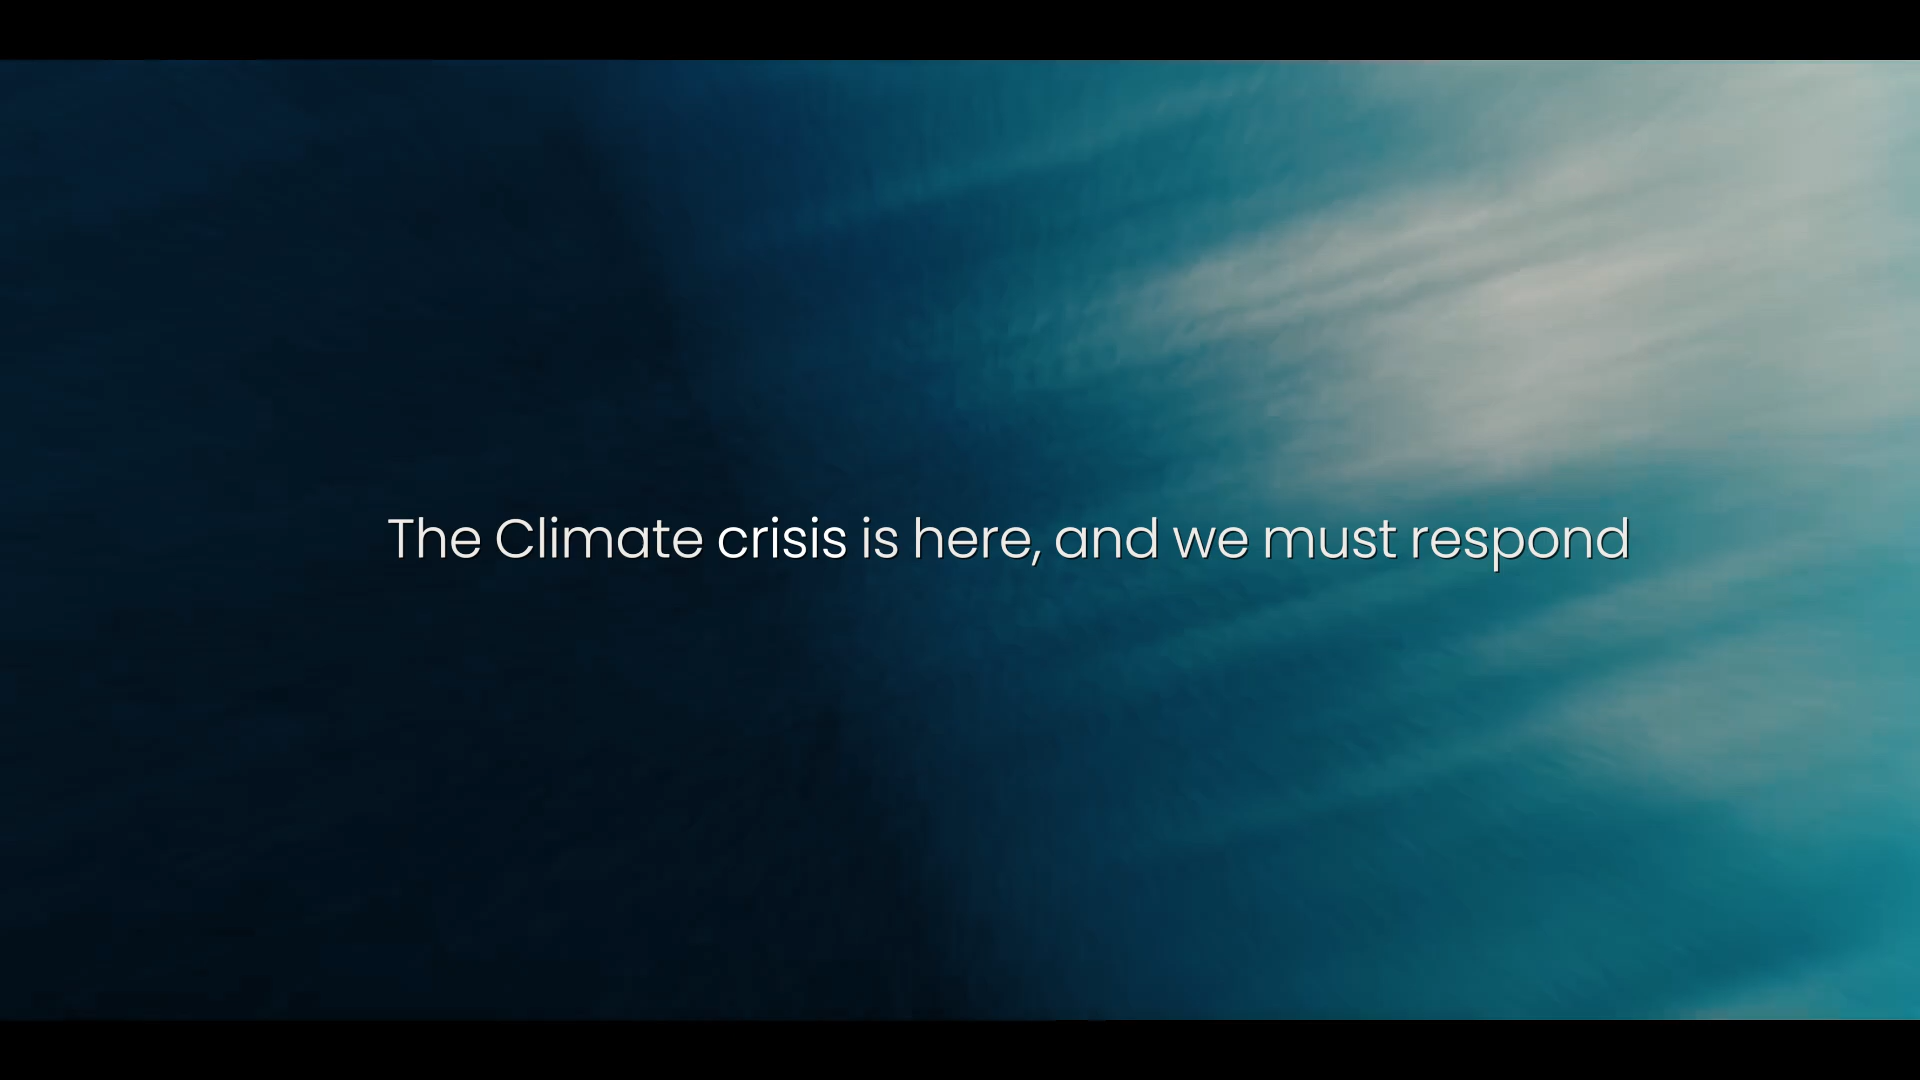 The Climate crisis is here, and we must respond